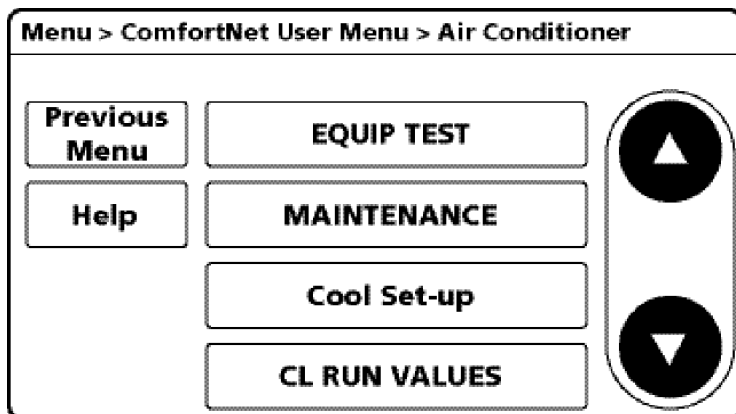 Menu > ComfortNet User Menu > Air Conditioner
Previous
Menu
EQUIP TEST
Help
MAINTENANCE
Cool Set-up
CL RUN VALUES